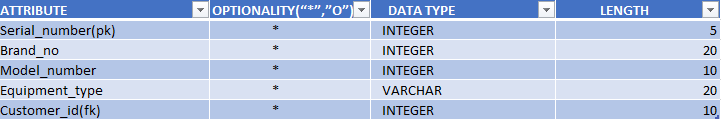 ATTRIBUTE OPTIONALITY("*","O") DATA TYPE LENGTH
Serial_number(pk) * INTEGER 5
Brand_no * INTEGER 20
Model_number * INTEGER 10
Equipment_type * VARCHAR 20
Customer_id(fk) * INTEGER 10